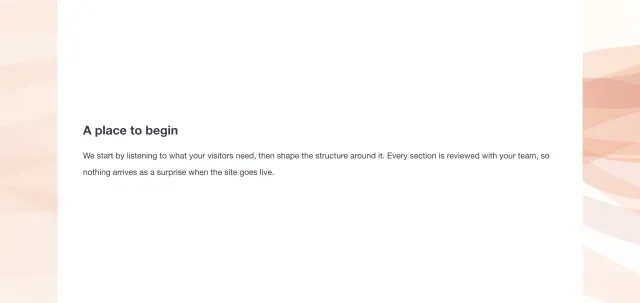 A place to begin
We start by listening to what your visitors need, then shape the structure around it. Every section is reviewed with your team, so
nothing arrives as a surprise when the site goes live.